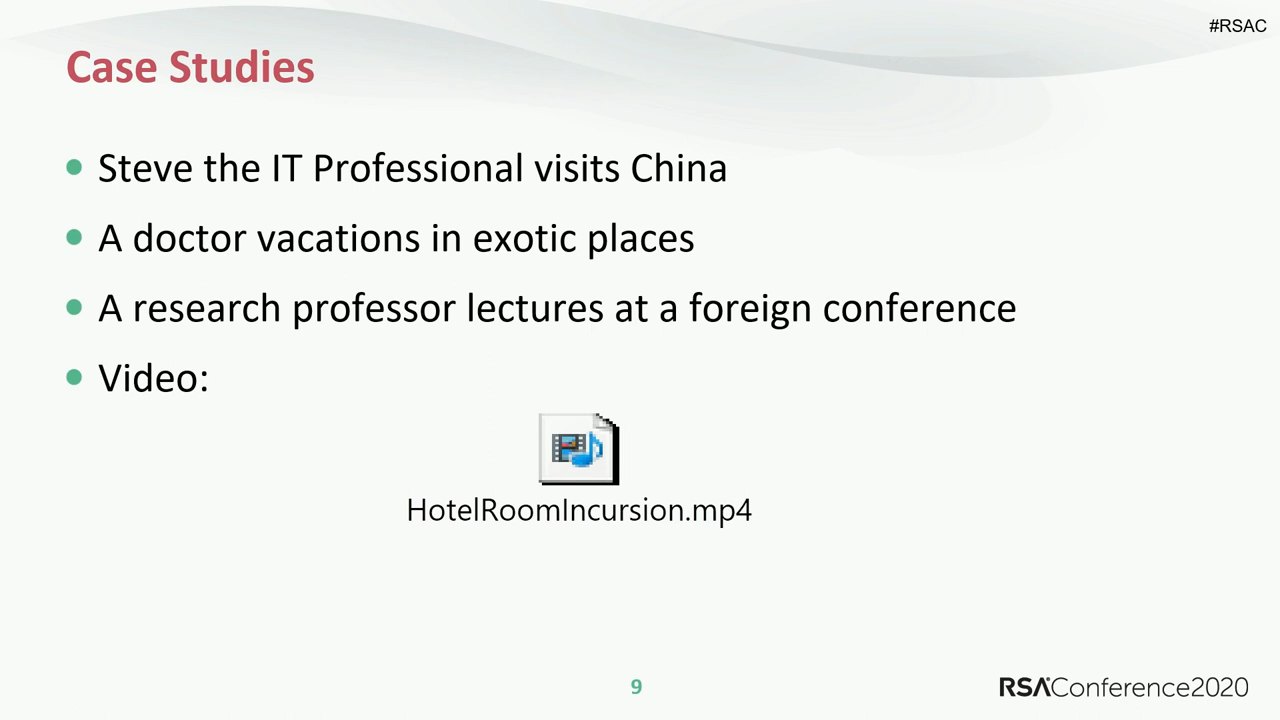 #RSAC
Case Studies
Steve the IT Professional visits China
A doctor vacations in exotic places
A research professor lectures at a foreign conference
Video:
HotelRoomIncursion.mp4
9
RSAConference2020